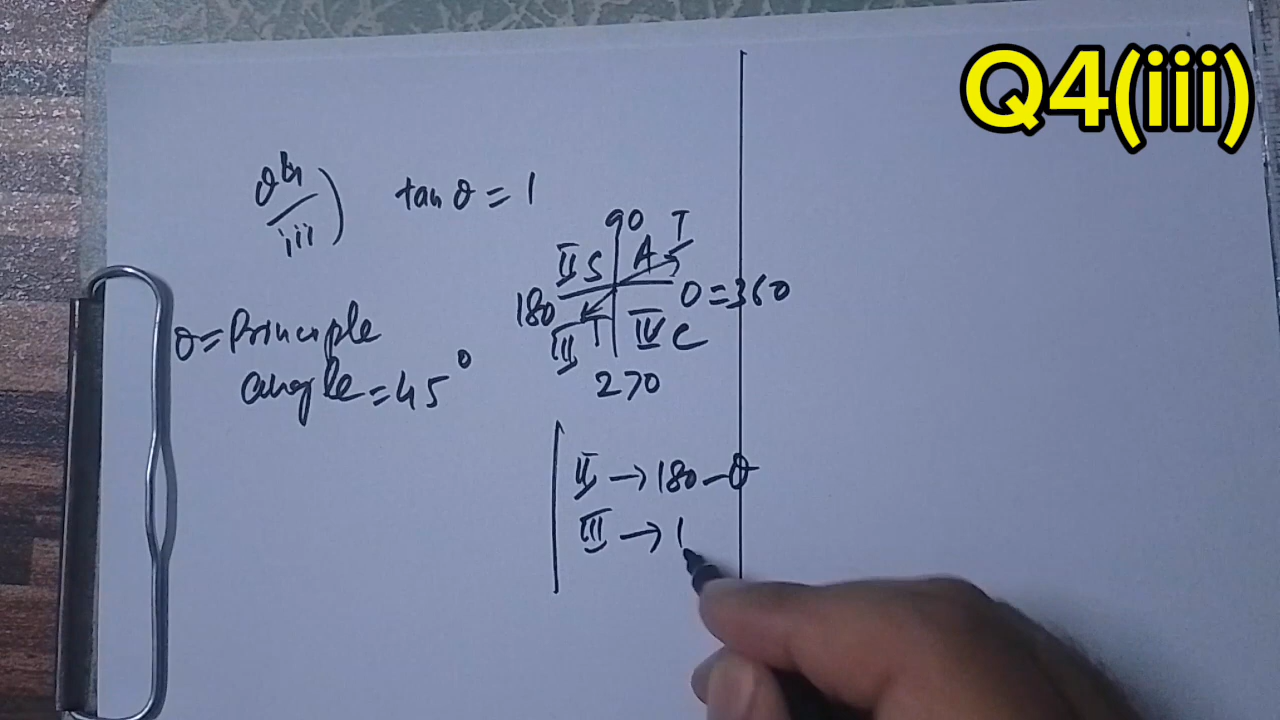 Q4(iii)
Q4/iii) tan θ = 1
90 T
II S A
180 0=360
III T IV C
270
θ = Principle
angle = 45°
II → 180 - θ
III → 1